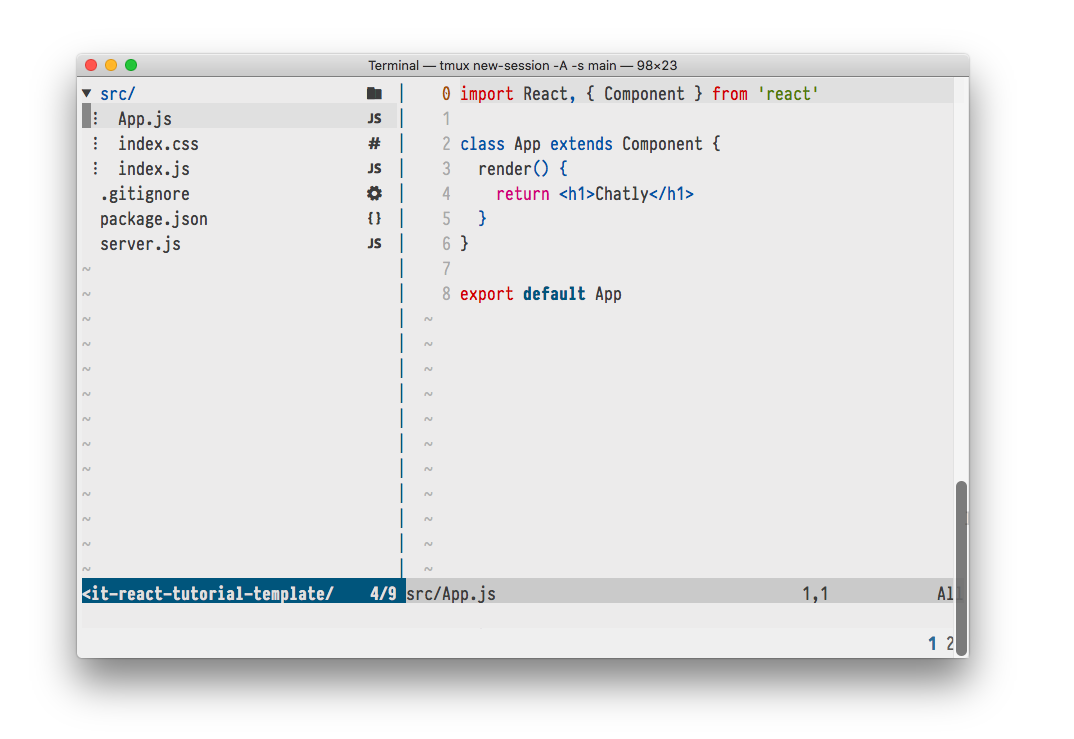 Terminal — tmux new-session -A -s main — 98×23
▼ src/
⋮ App.js JS
⋮ index.css #
⋮ index.js JS
.gitignore
package.json {}
server.js JS
~
~
~
~
~
~
~
~
~
~
~
~
~
<it-react-tutorial-template/ 4/9
0 import React, { Component } from 'react'
1
2 class App extends Component {
3   render() {
4     return <h1>Chatly</h1>
5   }
6 }
7
8 export default App
~
~
~
~
~
~
~
~
~
~
~
src/App.js 1,1 All
1 2